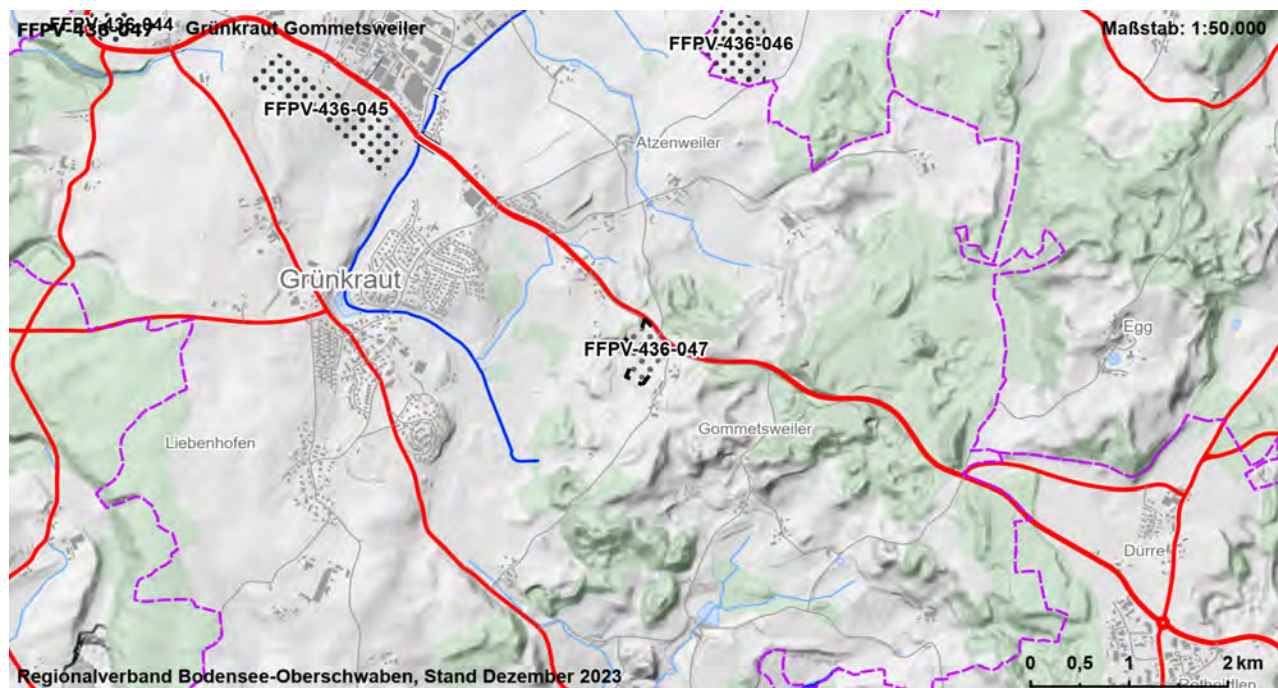 FFPV-436-044
FFPV-436-047 Grünkraut Gommetsweiler
Maßstab: 1:50.000
FFPV-436-046
FFPV-436-045
Atzenweiler
Grünkraut
Egg
FFPV-436-047
Liebenhofen
Gommetsweiler
Dürre
0 0,5 1 2 km
Regionalverband Bodensee-Oberschwaben, Stand Dezember 2023